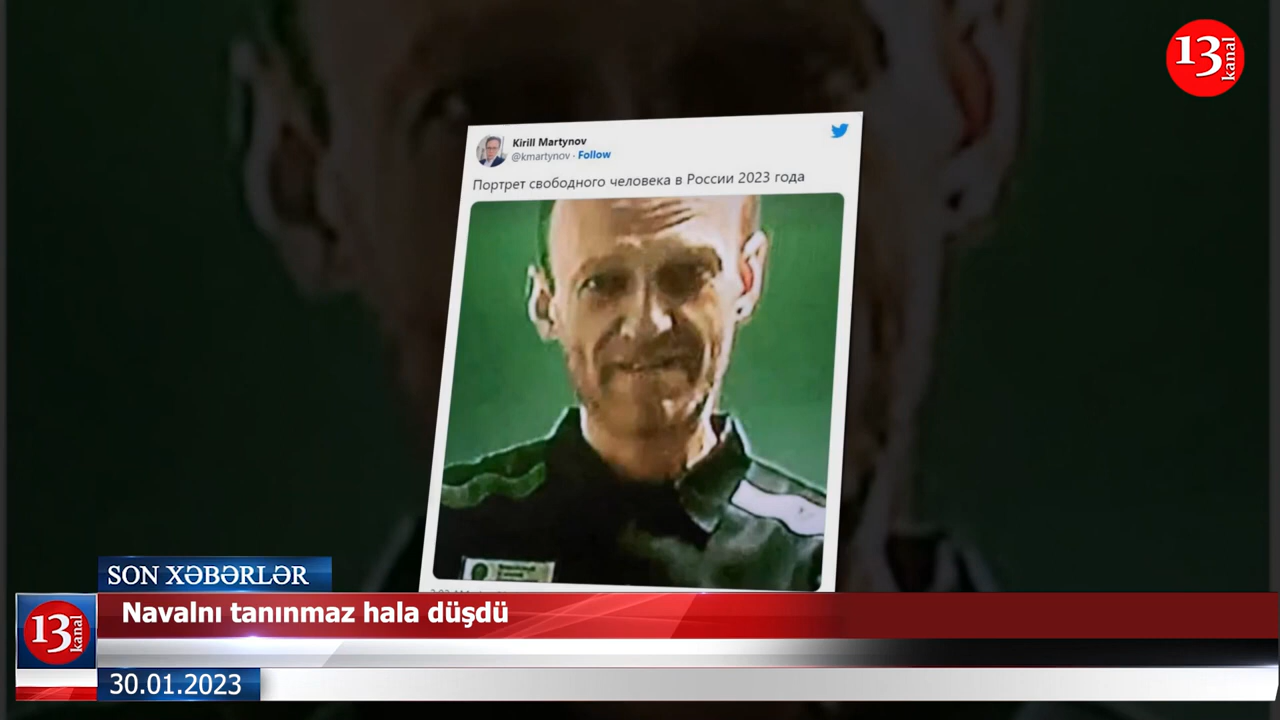 13
kanal
Kirill Martynov
@kmartynov · Follow
Портрет свободного человека в России 2023 года
SON XƏBƏRLƏR
13
kanal
Navalnı tanınmaz hala düşdü
30.01.2023